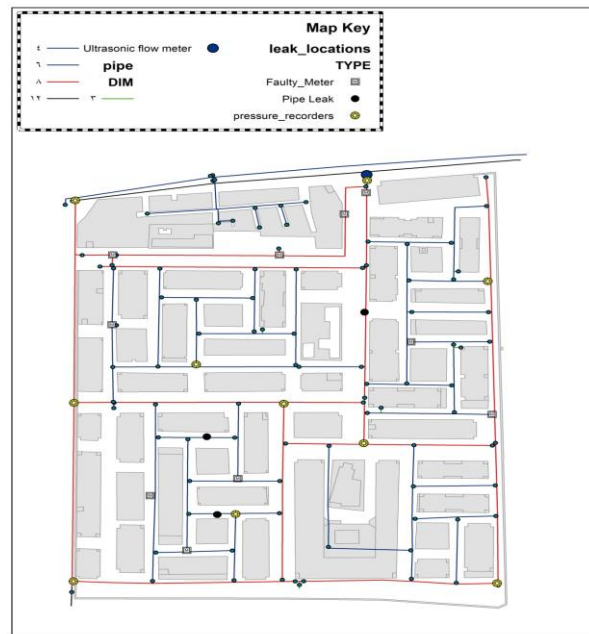 Map Key
٤ Ultrasonic flow meter leak_locations
٦ pipe TYPE
٨ DIM Faulty_Meter
١٢ ٣ Pipe Leak
pressure_recorders